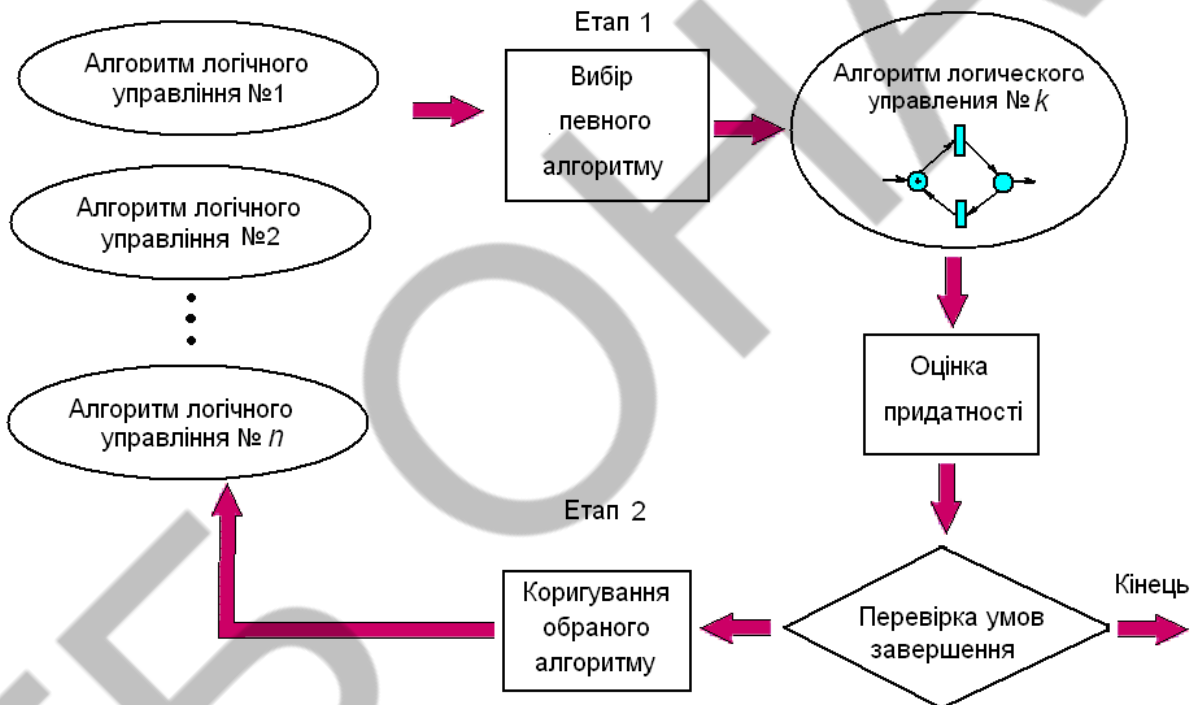 Етап 1
Алгоритм логічного
управління №1
Вибір
певного
алгоритму
Алгоритм логического
управления № k
Алгоритм логічного
управління №2
Алгоритм логічного
управління № n
Оцінка
придатності
Етап 2
Коригування
обраного
алгоритму
Перевірка умов
завершення
Кінець